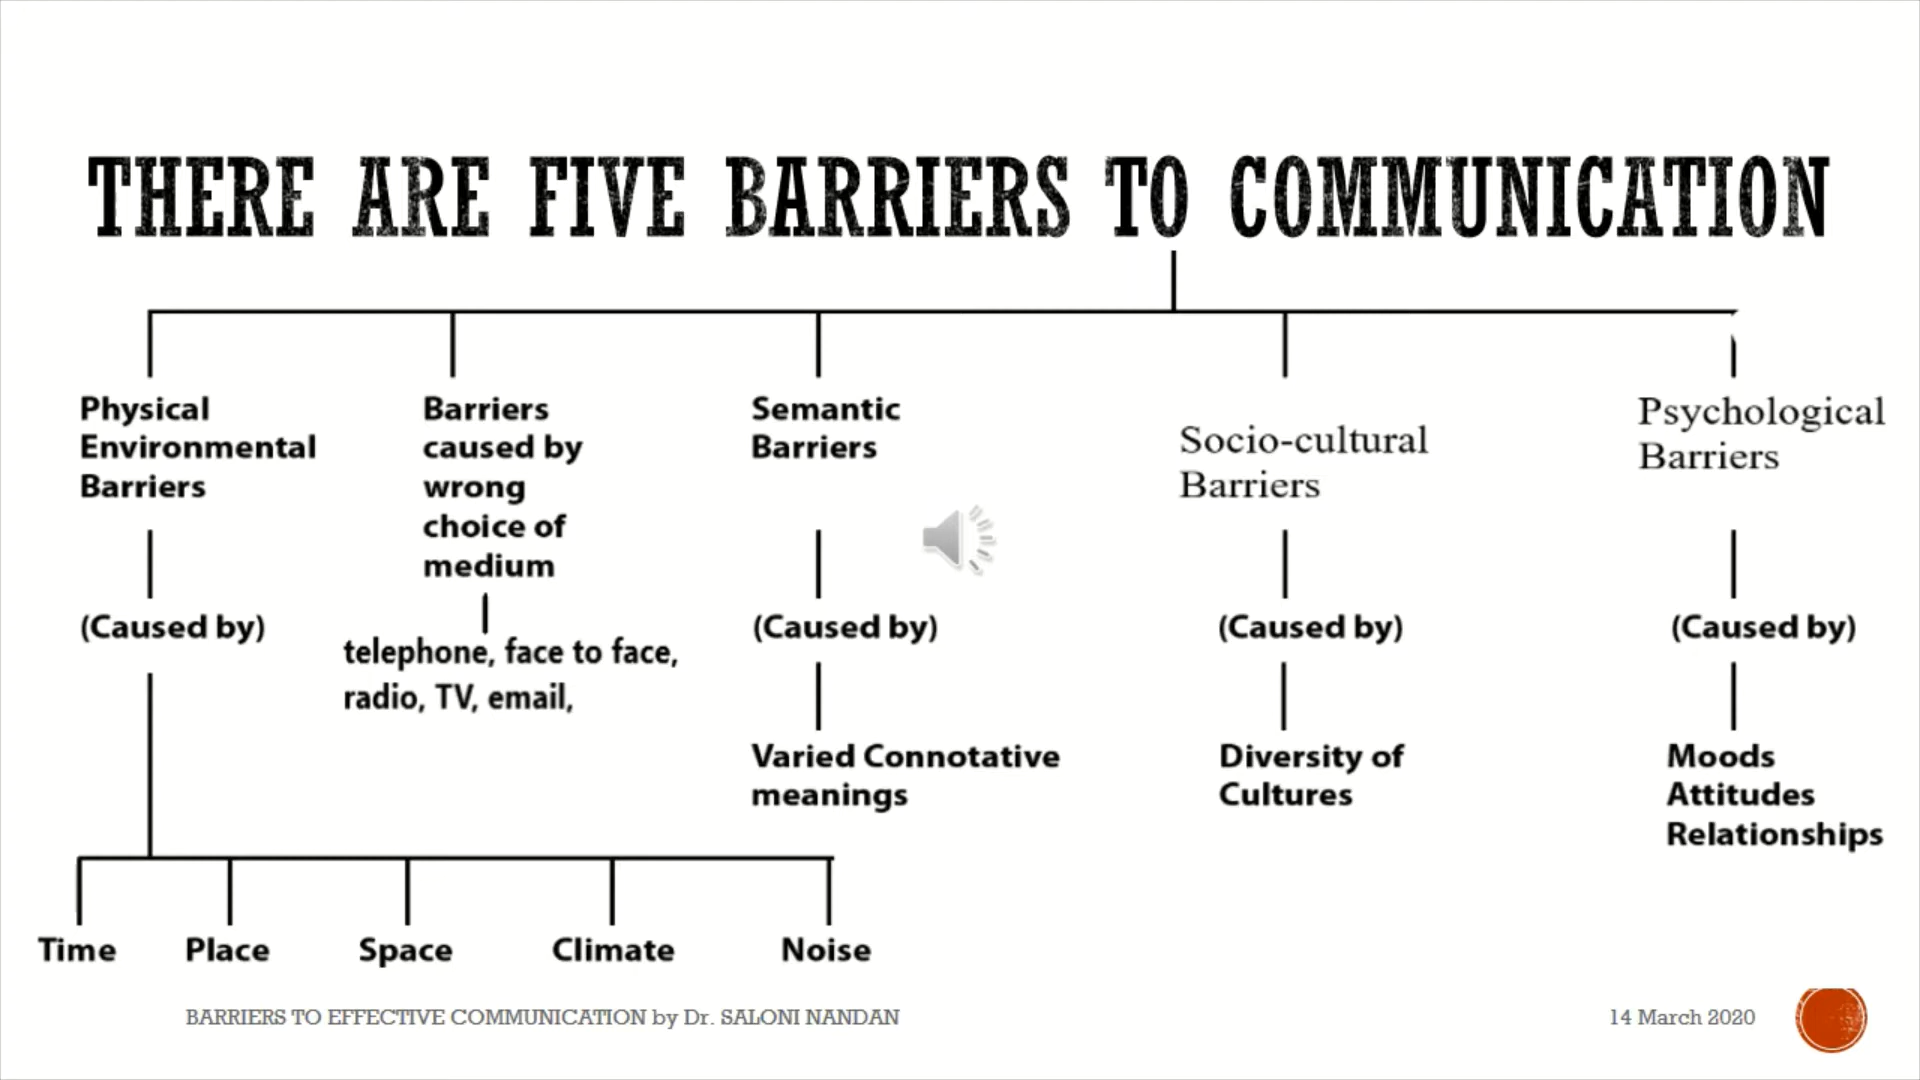 THERE ARE FIVE BARRIERS TO COMMUNICATION
Physical
Environmental
Barriers
(Caused by)
Time
Place
Space
Climate
Noise
Barriers
caused by
wrong
choice of
medium
telephone, face to face,
radio, TV, email,
Semantic
Barriers
(Caused by)
Varied Connotative
meanings
Socio-cultural
Barriers
(Caused by)
Diversity of
Cultures
Psychological
Barriers
(Caused by)
Moods
Attitudes
Relationships
BARRIERS TO EFFECTIVE COMMUNICATION by Dr. SALONI NANDAN
14 March 2020